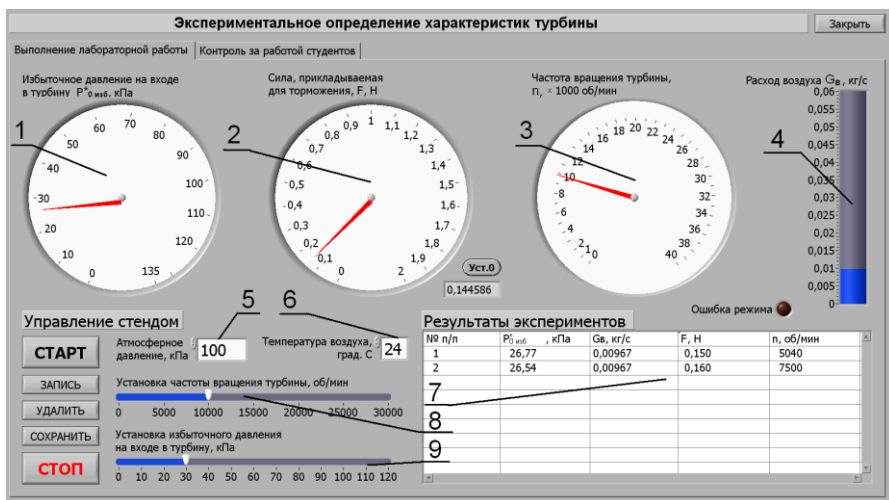 Экспериментальное определение характеристик турбины
Закрыть
Выполнение лабораторной работы
Контроль за работой студентов
Избыточное давление на входе
в турбину P*0 изб, кПа
1
0
10
20
30
40
50
60
70
80
90
100
110
120
135
Сила, прикладываемая
для торможения, F, Н
2
0
0,1
0,2
0,3
0,4
0,5
0,6
0,7
0,8
0,9
1
1,1
1,2
1,3
1,4
1,5
1,6
1,7
1,8
1,9
2
Уст.0
0,144586
Частота вращения турбины,
n, × 1000 об/мин
3
0
2
4
6
8
10
12
14
16
18
20
22
24
26
28
30
32
34
36
38
40
Расход воздуха Gв, кг/с
4
0,06
0,055
0,05
0,045
0,04
0,035
0,03
0,025
0,02
0,015
0,01
0,005
0
Ошибка режима
Управление стендом
5
6
СТАРТ
ЗАПИСЬ
УДАЛИТЬ
СОХРАНИТЬ
СТОП
Атмосферное
давление, кПа
100
Температура воздуха,
град. С
24
Установка частоты вращения турбины, об/мин
0 5000 10000 15000 20000 25000 30000
Установка избыточного давления
на входе в турбину, кПа
0 10 20 30 40 50 60 70 80 90 100 110 120
Результаты экспериментов
№ п/п P*0 изб , кПа Gв, кг/с F, Н n, об/мин
1 26,77 0,00967 0,150 5040
2 26,54 0,00967 0,160 7500
7
8
9